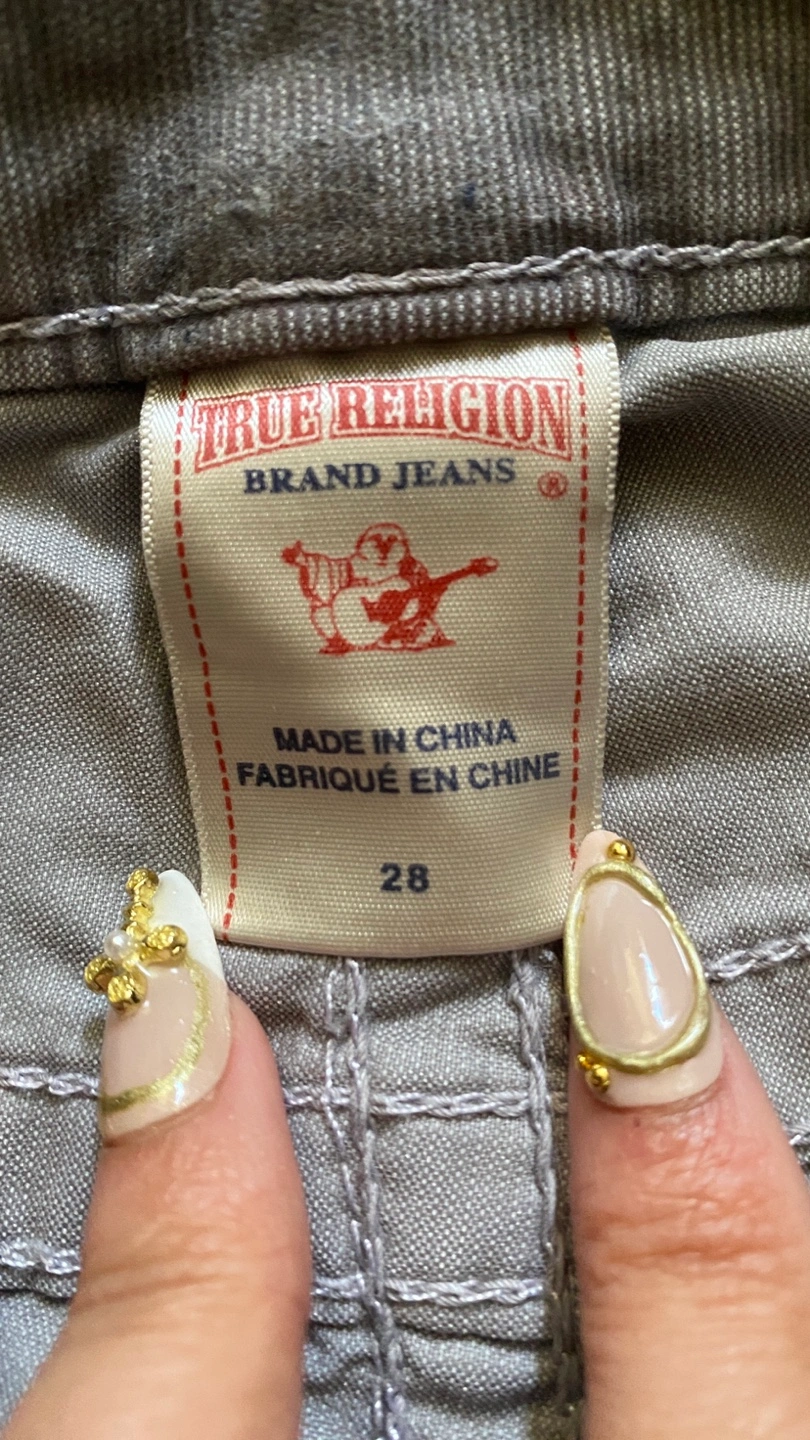 TRUE RELIGION
BRAND JEANS ®
MADE IN CHINA
FABRIQUÉ EN CHINE
28